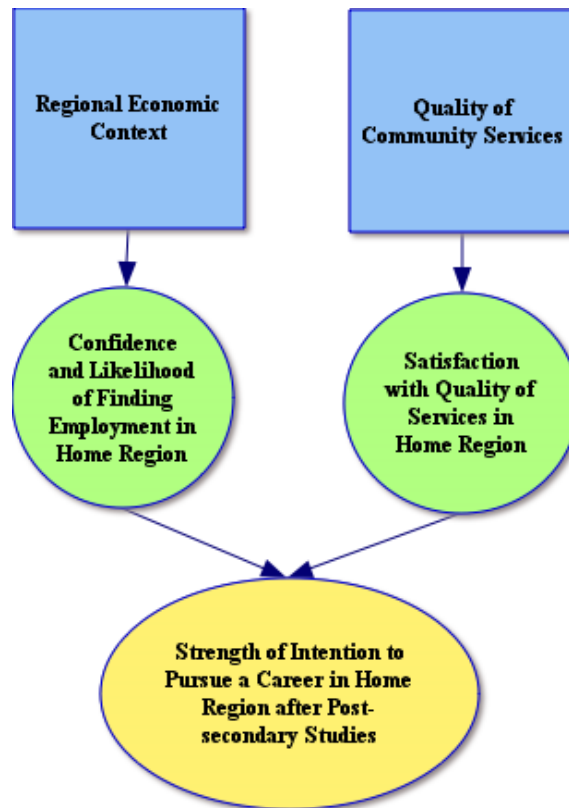 Regional Economic
Context
Quality of
Community Services
Confidence
and Likelihood
of Finding
Employment in
Home Region
Satisfaction
with Quality of
Services in
Home Region
Strength of Intention to
Pursue a Career in Home
Region after Post-
secondary Studies